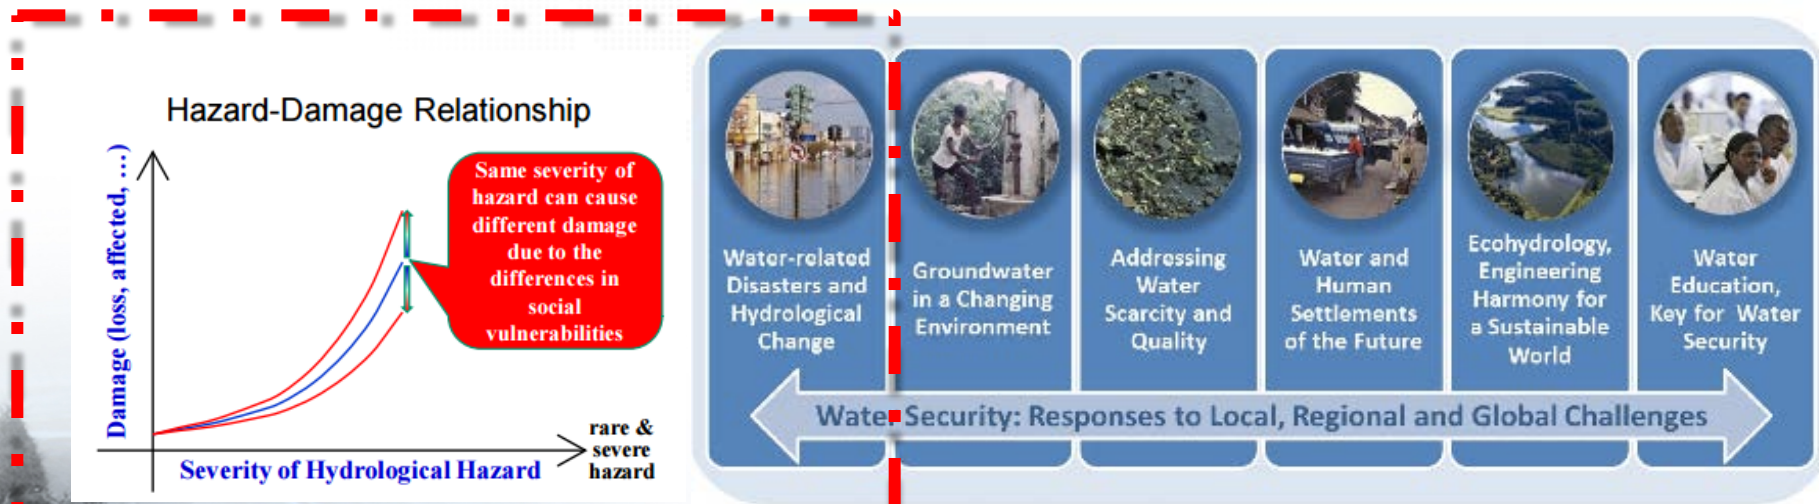 Hazard-Damage Relationship
Damage (loss, affected, ...)
Same severity of
hazard can cause
different damage
due to the
differences in
social
vulnerabilities
rare &
severe
hazard
Severity of Hydrological Hazard
Water-related
Disasters and
Hydrological
Change
Groundwater
in a Changing
Environment
Addressing
Water
Scarcity and
Quality
Water and
Human
Settlements
of the Future
Ecohydrology,
Engineering
Harmony for
a Sustainable
World
Water
Education,
Key for Water
Security
Water Security: Responses to Local, Regional and Global Challenges